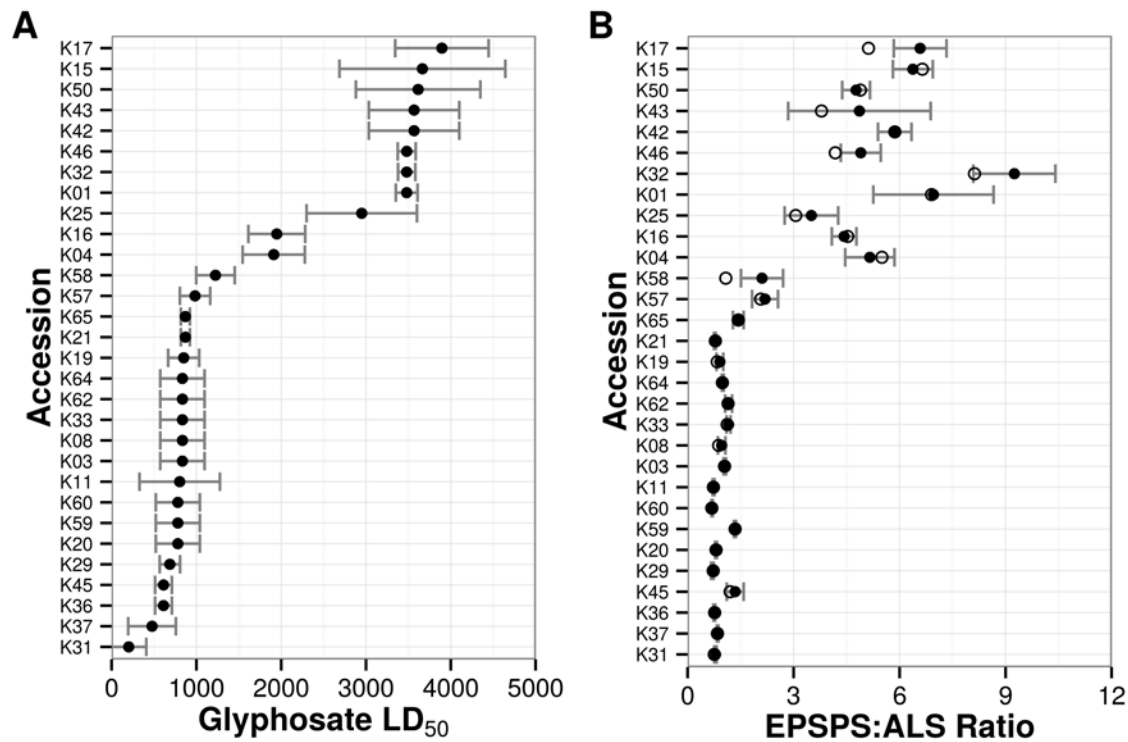 A
Accession
K17
K15
K50
K43
K42
K46
K32
K01
K25
K16
K04
K58
K57
K65
K21
K19
K64
K62
K33
K08
K03
K11
K60
K59
K20
K29
K45
K36
K37
K31
0 1000 2000 3000 4000 5000
Glyphosate LD50
B
Accession
K17
K15
K50
K43
K42
K46
K32
K01
K25
K16
K04
K58
K57
K65
K21
K19
K64
K62
K33
K08
K03
K11
K60
K59
K20
K29
K45
K36
K37
K31
0 3 6 9 12
EPSPS:ALS Ratio